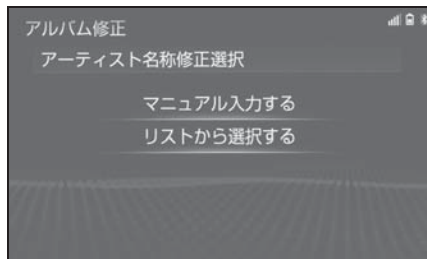 アルバム修正
アーティスト名称修正選択
マニュアル入力する
リストから選択する